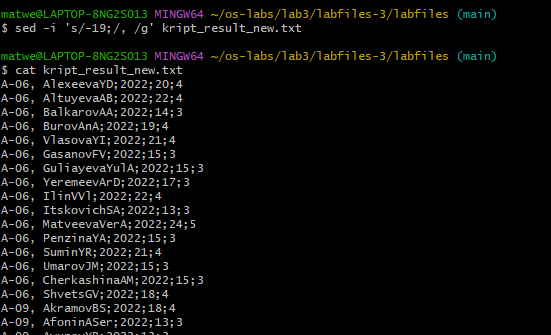 matwe@LAPTOP-8NG2SO13 MINGW64 ~/os-labs/lab3/labfiles-3/labfiles (main)
$ sed -i 's/-19;/, /g' kript_result_new.txt
matwe@LAPTOP-8NG2SO13 MINGW64 ~/os-labs/lab3/labfiles-3/labfiles (main)
$ cat kript_result_new.txt
A-06, AlexeevaYD;2022;20;4
A-06, AltuyevaAB;2022;22;4
A-06, BalkarovAA;2022;14;3
A-06, BurovAnA;2022;19;4
A-06, VlasovaYI;2022;21;4
A-06, GasanovFV;2022;15;3
A-06, GuliayevaYulA;2022;15;3
A-06, YeremeevArD;2022;17;3
A-06, IlinVVl;2022;22;4
A-06, ItskovichSA;2022;13;3
A-06, MatveevaVerA;2022;24;5
A-06, PenzinaYA;2022;15;3
A-06, SuminYR;2022;21;4
A-06, UmarovJM;2022;15;3
A-06, CherkashinaAM;2022;15;3
A-06, ShvetsGV;2022;18;4
A-09, AkramovBS;2022;18;4
A-09, AfoninASer;2022;13;3